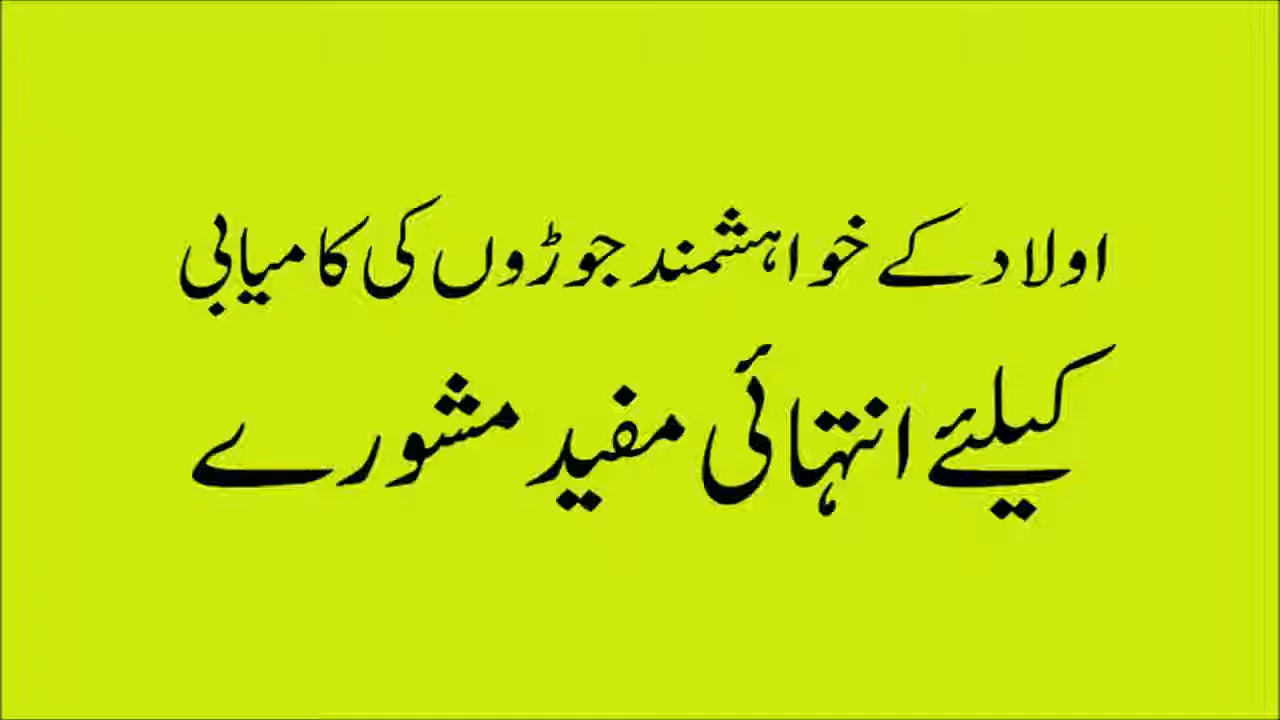 اولاد کے خواہشمند جوڑوں کی کامیابی
کیلئے انتہائی مفید مشورے